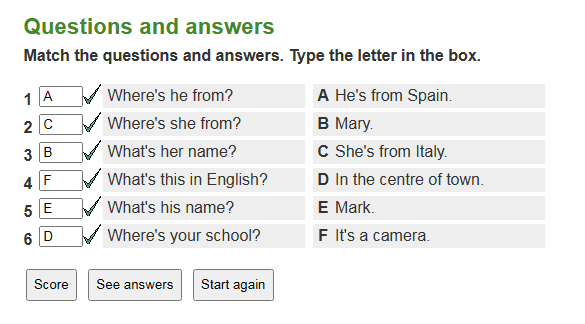 Questions and answers
Match the questions and answers. Type the letter in the box.
1 A Where's he from? A He's from Spain.
2 C Where's she from? B Mary.
3 B What's her name? C She's from Italy.
4 F What's this in English? D In the centre of town.
5 E What's his name? E Mark.
6 D Where's your school? F It's a camera.
Score See answers Start again